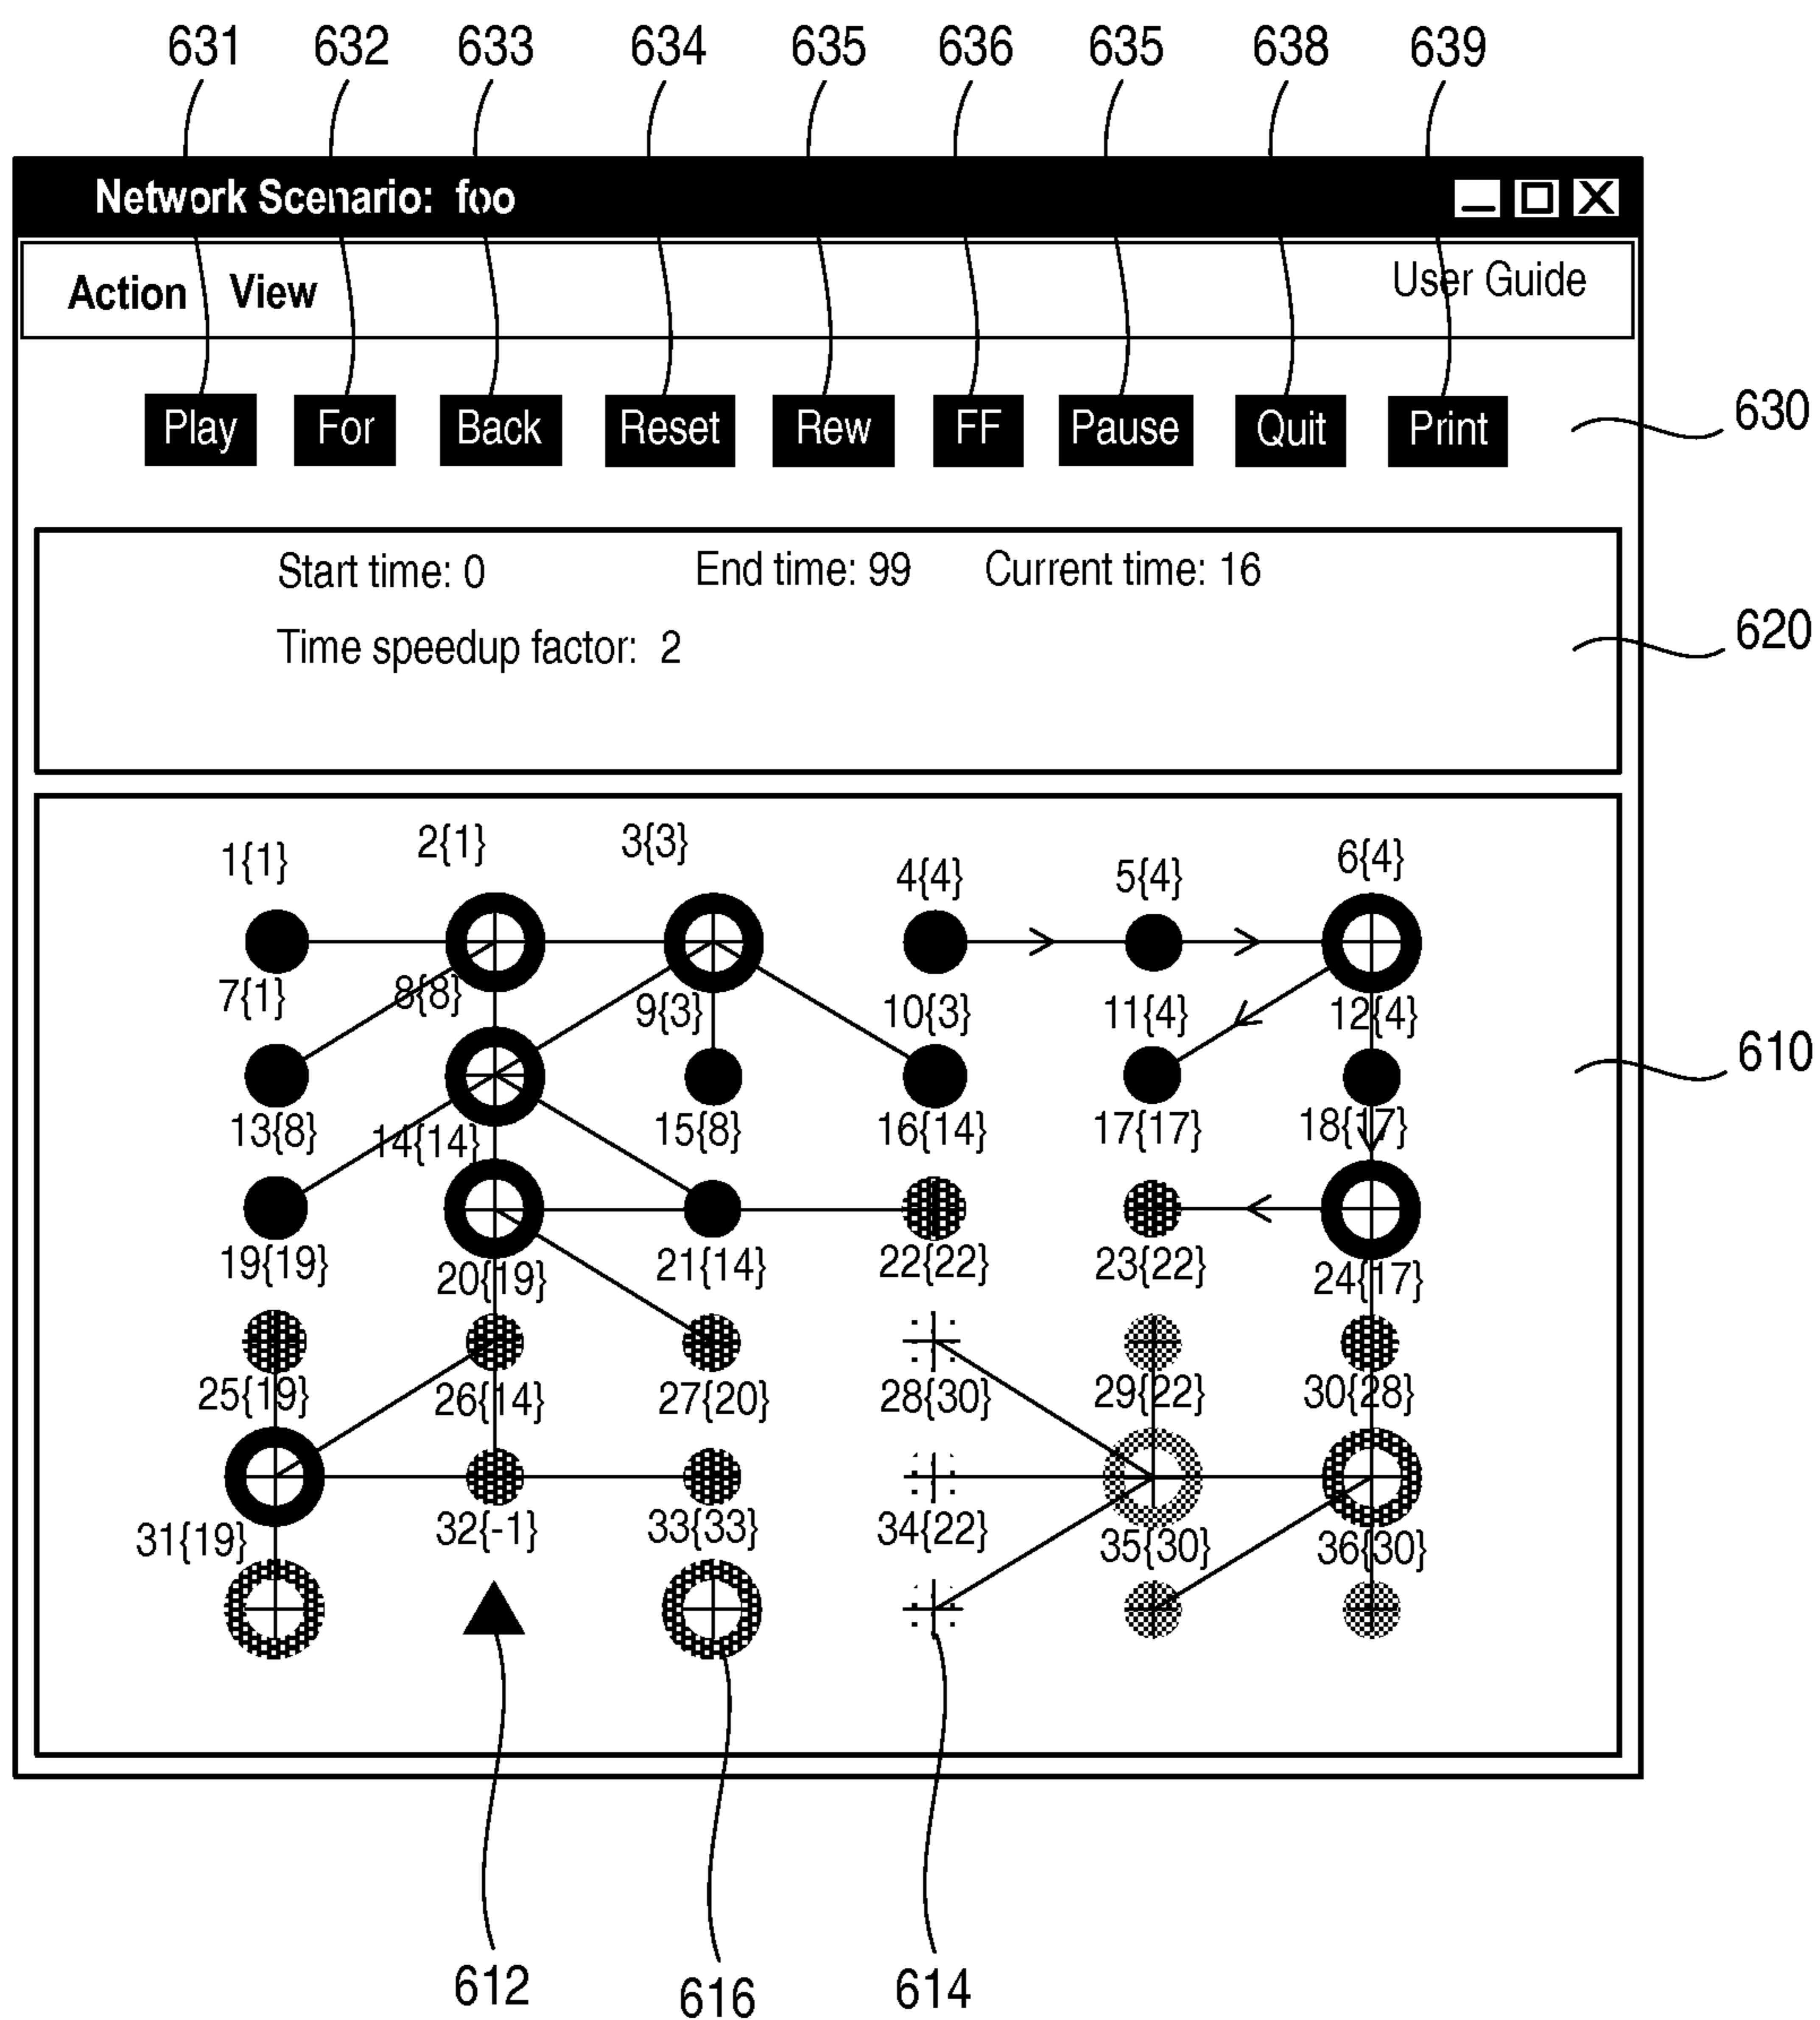 631 632 633 634 635 636 635 638 639
Network Scenario: foo
Action View User Guide
Play For Back Reset Rew FF Pause Quit Print
630
Start time: 0 End time: 99 Current time: 16
Time speedup factor: 2
620
1{1} 2{1} 3{3} 4{4} 5{4} 6{4}
7{1} 8{8} 9{3} 10{3} 11{4} 12{4}
610
13{8} 14{14} 15{8} 16{14} 17{17} 18{17}
19{19} 20{19} 21{14} 22{22} 23{22} 24{17}
25{19} 26{14} 27{20} 28{30} 29{22} 30{28}
31{19} 32{-1} 33{33} 34{22} 35{30} 36{30}
612 616 614